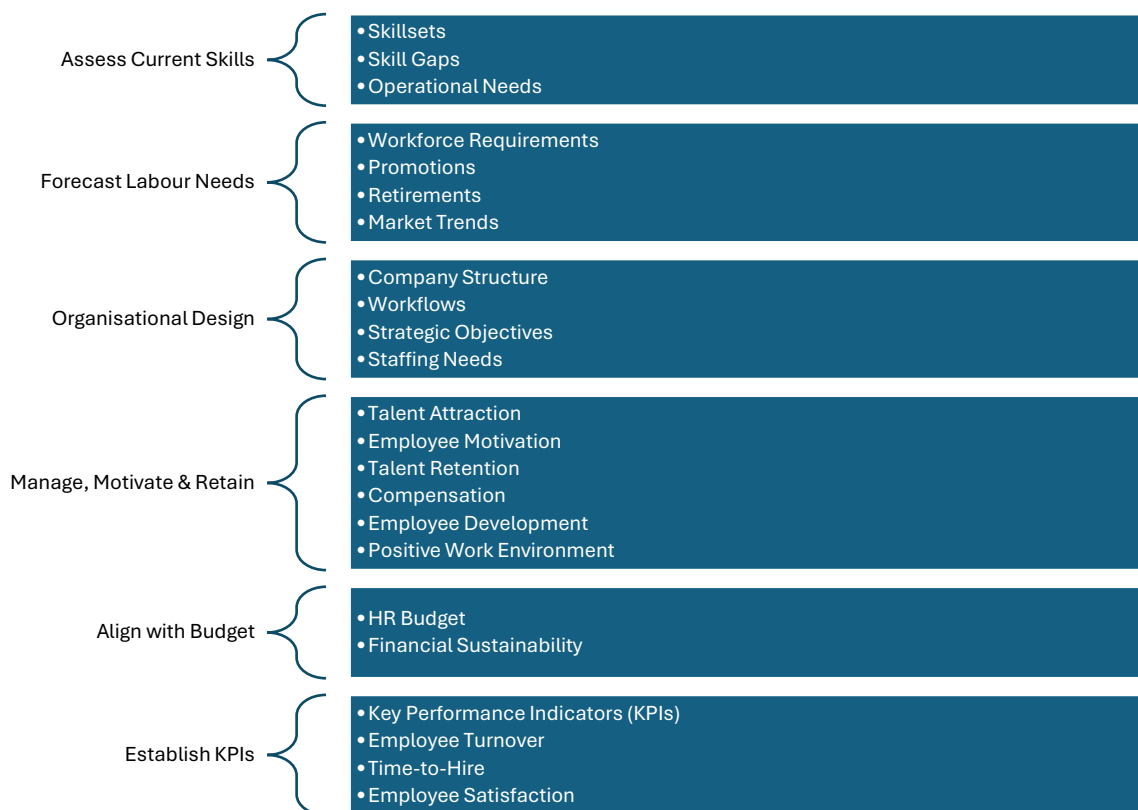 Assess Current Skills
• Skillsets
• Skill Gaps
• Operational Needs
Forecast Labour Needs
• Workforce Requirements
• Promotions
• Retirements
• Market Trends
Organisational Design
• Company Structure
• Workflows
• Strategic Objectives
• Staffing Needs
Manage, Motivate & Retain
• Talent Attraction
• Employee Motivation
• Talent Retention
• Compensation
• Employee Development
• Positive Work Environment
Align with Budget
• HR Budget
• Financial Sustainability
Establish KPIs
• Key Performance Indicators (KPIs)
• Employee Turnover
• Time-to-Hire
• Employee Satisfaction